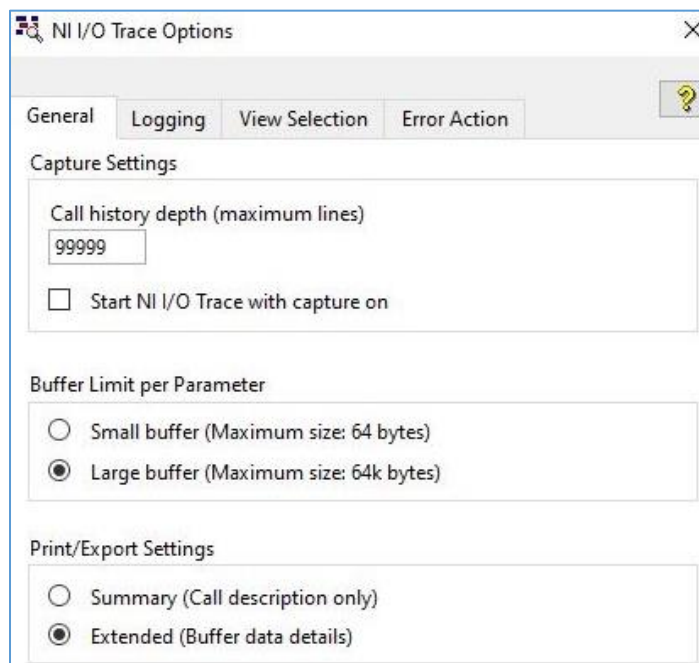 NI I/O Trace Options
General
Logging
View Selection
Error Action
Capture Settings
Call history depth (maximum lines)
99999
Start NI I/O Trace with capture on
Buffer Limit per Parameter
Small buffer (Maximum size: 64 bytes)
Large buffer (Maximum size: 64k bytes)
Print/Export Settings
Summary (Call description only)
Extended (Buffer data details)